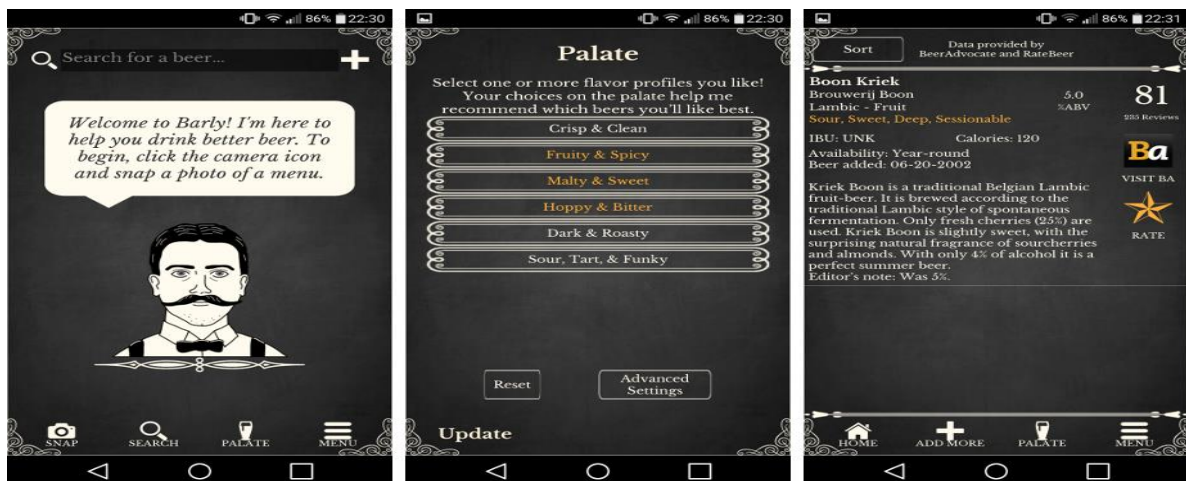 86% 22:30
Search for a beer...
Welcome to Barly! I'm here to
help you drink better beer. To
begin, click the camera icon
and snap a photo of a menu.
SNAP
SEARCH
PALATE
MENU
86% 22:30
Palate
Select one or more flavor profiles you like!
Your choices on the palate help me
recommend which beers you'll like best.
Crisp & Clean
Fruity & Spicy
Malty & Sweet
Hoppy & Bitter
Dark & Roasty
Sour, Tart, & Funky
Reset
Advanced
Settings
Update
86% 22:31
Sort
Data provided by
BeerAdvocate and RateBeer
Boon Kriek
Brouwerij Boon 5.0
Lambic - Fruit %ABV
Sour, Sweet, Deep, Sessionable
81
235 Reviews
IBU: UNK Calories: 120
Availability: Year-round
Beer added: 06-20-2002
Ba
VISIT BA
RATE
Kriek Boon is a traditional Belgian Lambic
fruit-beer. It is brewed according to the
traditional Lambic style of spontaneous
fermentation. Only fresh cherries (25%) are
used. Kriek Boon is slightly sweet, with the
surprising natural fragrance of sourcherries
and almonds. With only 4% of alcohol it is a
perfect summer beer.
Editor's note: Was 5%.
HOME
ADD MORE
PALATE
MENU